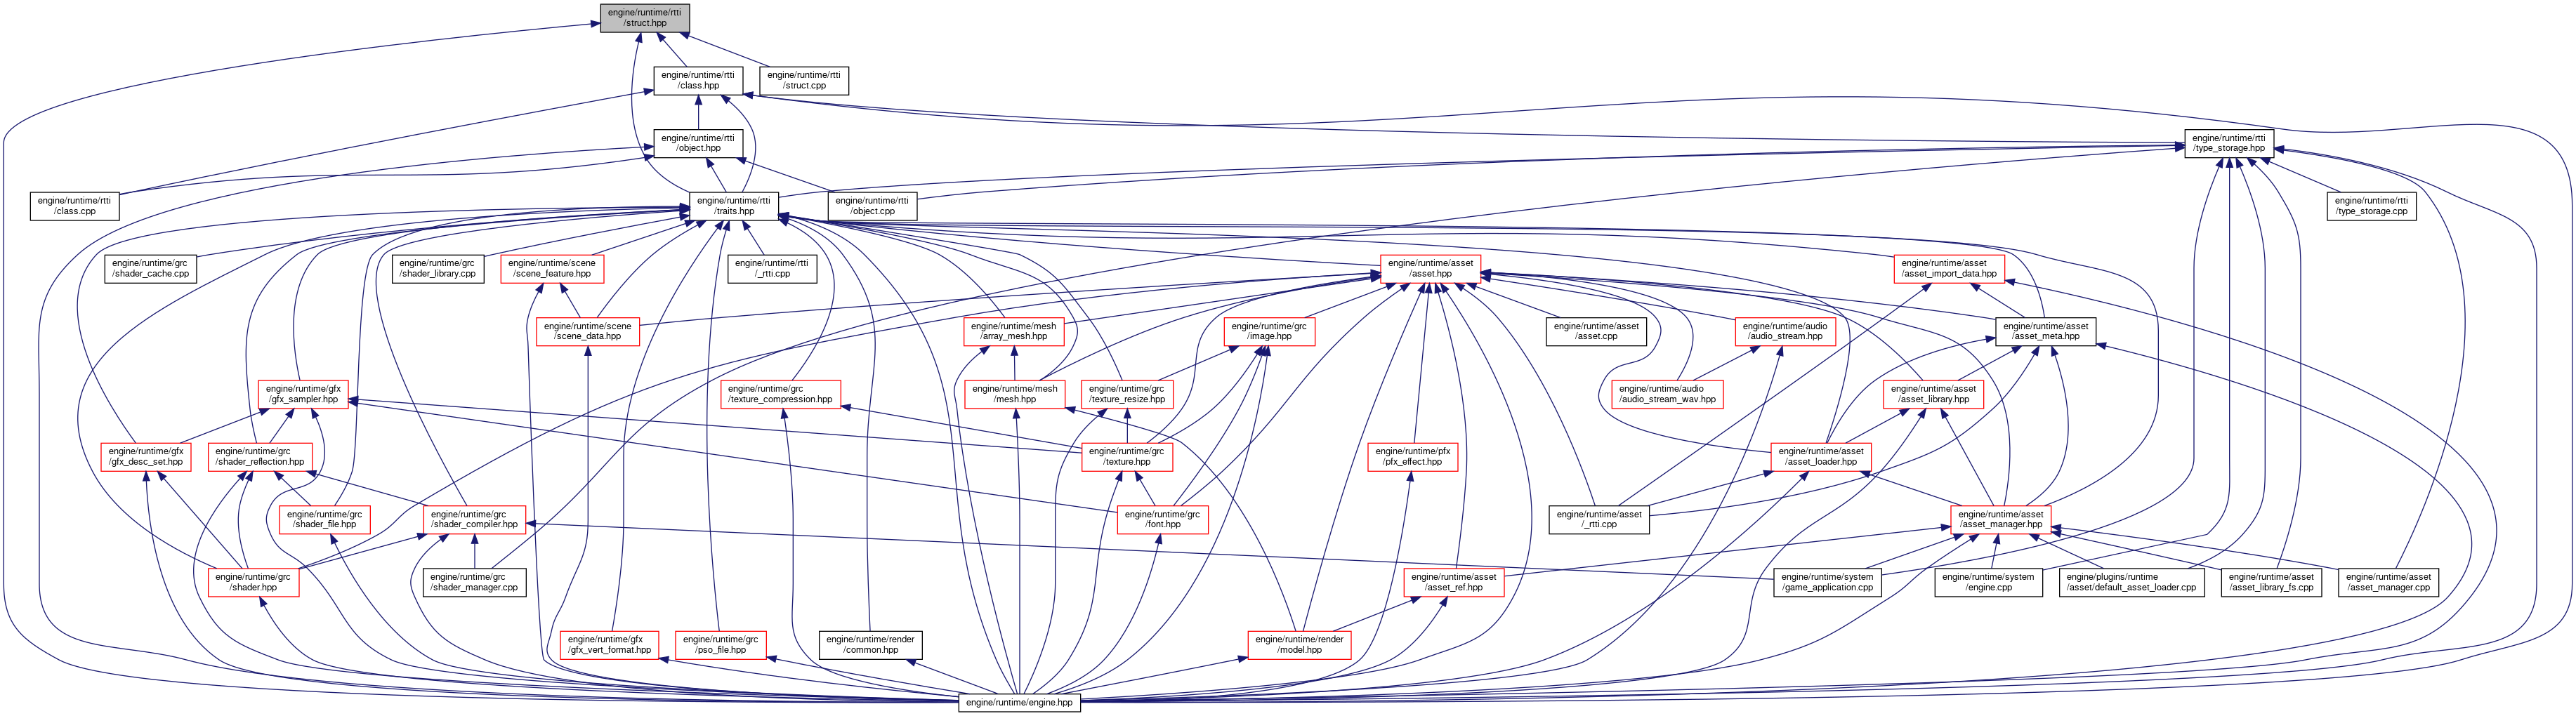 engine/runtime/rtti
/struct.hpp
engine/runtime/rtti
/class.hpp
engine/runtime/rtti
/struct.cpp
engine/runtime/rtti
/object.hpp
engine/runtime/rtti
/type_storage.hpp
engine/runtime/rtti
/class.cpp
engine/runtime/rtti
/traits.hpp
engine/runtime/rtti
/object.cpp
engine/runtime/rtti
/type_storage.cpp
engine/runtime/grc
/shader_cache.cpp
engine/runtime/grc
/shader_library.cpp
engine/runtime/scene
/scene_feature.hpp
engine/runtime/rtti
/_rtti.cpp
engine/runtime/asset
/asset.hpp
engine/runtime/asset
/asset_import_data.hpp
engine/runtime/scene
/scene_data.hpp
engine/runtime/mesh
/array_mesh.hpp
engine/runtime/grc
/image.hpp
engine/runtime/asset
/asset.cpp
engine/runtime/audio
/audio_stream.hpp
engine/runtime/asset
/asset_meta.hpp
engine/runtime/gfx
/gfx_sampler.hpp
engine/runtime/grc
/texture_compression.hpp
engine/runtime/mesh
/mesh.hpp
engine/runtime/grc
/texture_resize.hpp
engine/runtime/audio
/audio_stream_wav.hpp
engine/runtime/asset
/asset_library.hpp
engine/runtime/gfx
/gfx_desc_set.hpp
engine/runtime/grc
/shader_reflection.hpp
engine/runtime/grc
/texture.hpp
engine/runtime/pfx
/pfx_effect.hpp
engine/runtime/asset
/asset_loader.hpp
engine/runtime/grc
/shader_file.hpp
engine/runtime/grc
/shader_compiler.hpp
engine/runtime/grc
/font.hpp
engine/runtime/asset
/_rtti.cpp
engine/runtime/asset
/asset_manager.hpp
engine/runtime/grc
/shader.hpp
engine/runtime/grc
/shader_manager.cpp
engine/runtime/asset
/asset_ref.hpp
engine/runtime/system
/game_application.cpp
engine/runtime/system
/engine.cpp
engine/plugins/runtime
/asset/default_asset_loader.cpp
engine/runtime/asset
/asset_library_fs.cpp
engine/runtime/asset
/asset_manager.cpp
engine/runtime/gfx
/gfx_vert_format.hpp
engine/runtime/grc
/pso_file.hpp
engine/runtime/render
/common.hpp
engine/runtime/render
/model.hpp
engine/runtime/engine.hpp